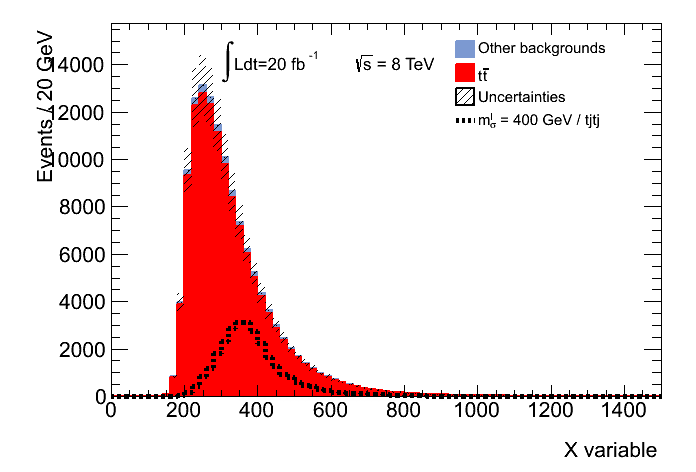 Events / 20 GeV
14000
12000
10000
8000
6000
4000
2000
0
∫Ldt=20 fb⁻¹
√s = 8 TeV
Other backgrounds
tt̄
Uncertainties
= 400 GeV / tjtj
0 200 400 600 800 1000 1200 1400
X variable